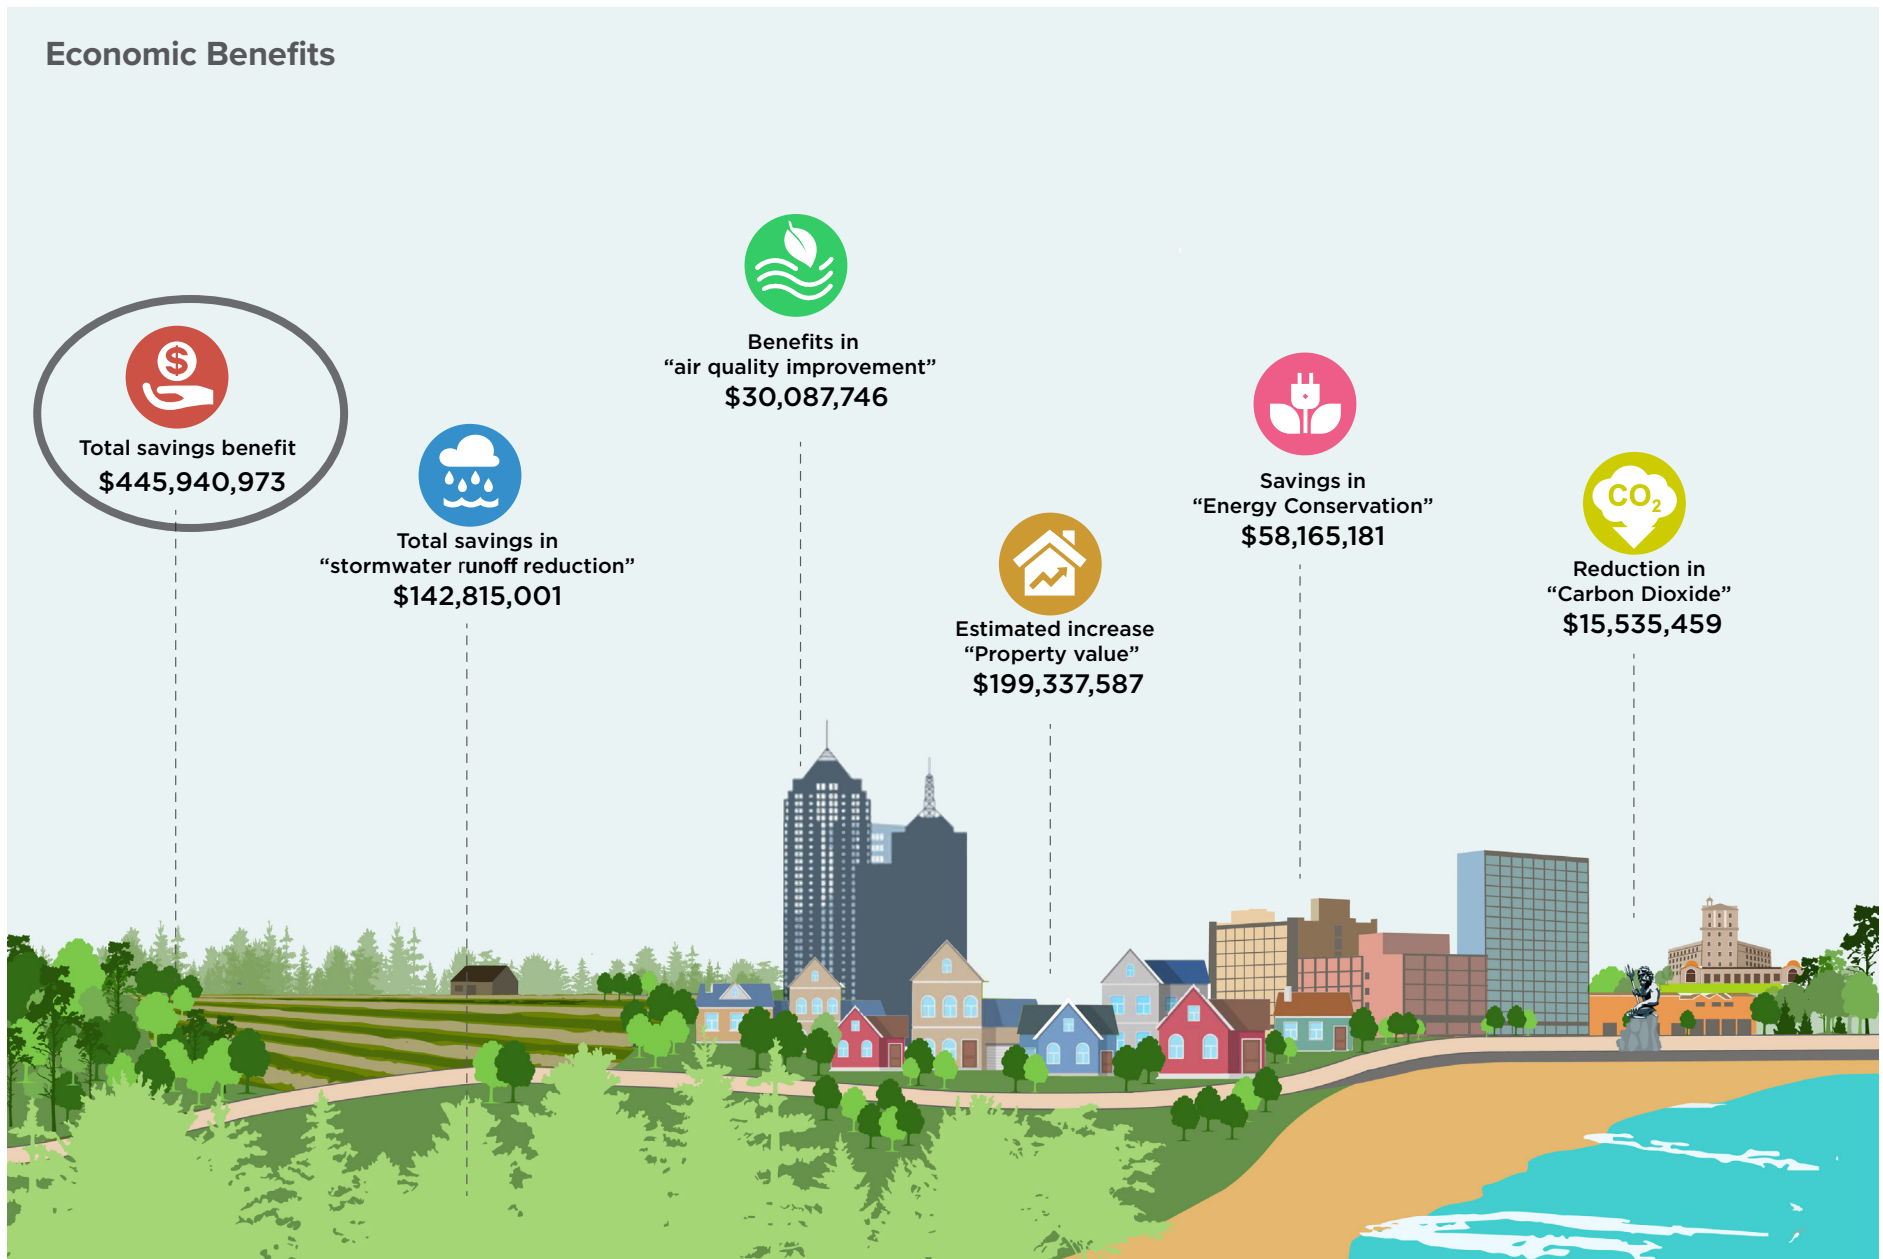 Economic Benefits
Total savings benefit
$445,940,973
Total savings in
“stormwater runoff reduction”
$142,815,001
Benefits in
“air quality improvement”
$30,087,746
Estimated increase
“Property value”
$199,337,587
Savings in
“Energy Conservation”
$58,165,181
CO₂
Reduction in
“Carbon Dioxide”
$15,535,459